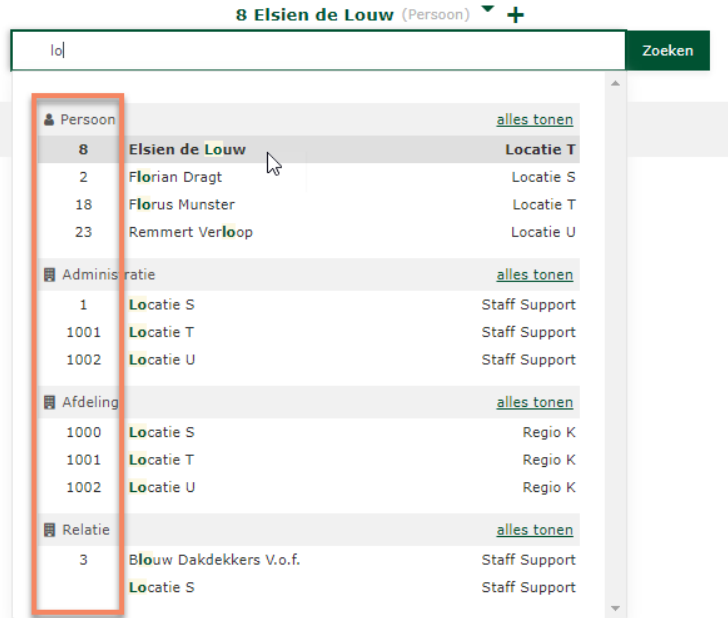 8 Elsien de Louw (Persoon)
lo Zoeken
Persoon alles tonen
8 Elsien de Louw Locatie T
2 Florian Dragt Locatie S
18 Florus Munster Locatie T
23 Remmert Verloop Locatie U
Administratie alles tonen
1 Locatie S Staff Support
1001 Locatie T Staff Support
1002 Locatie U Staff Support
Afdeling alles tonen
1000 Locatie S Regio K
1001 Locatie T Regio K
1002 Locatie U Regio K
Relatie alles tonen
3 Blouw Dakdekkers V.o.f. Staff Support
Locatie S Staff Support